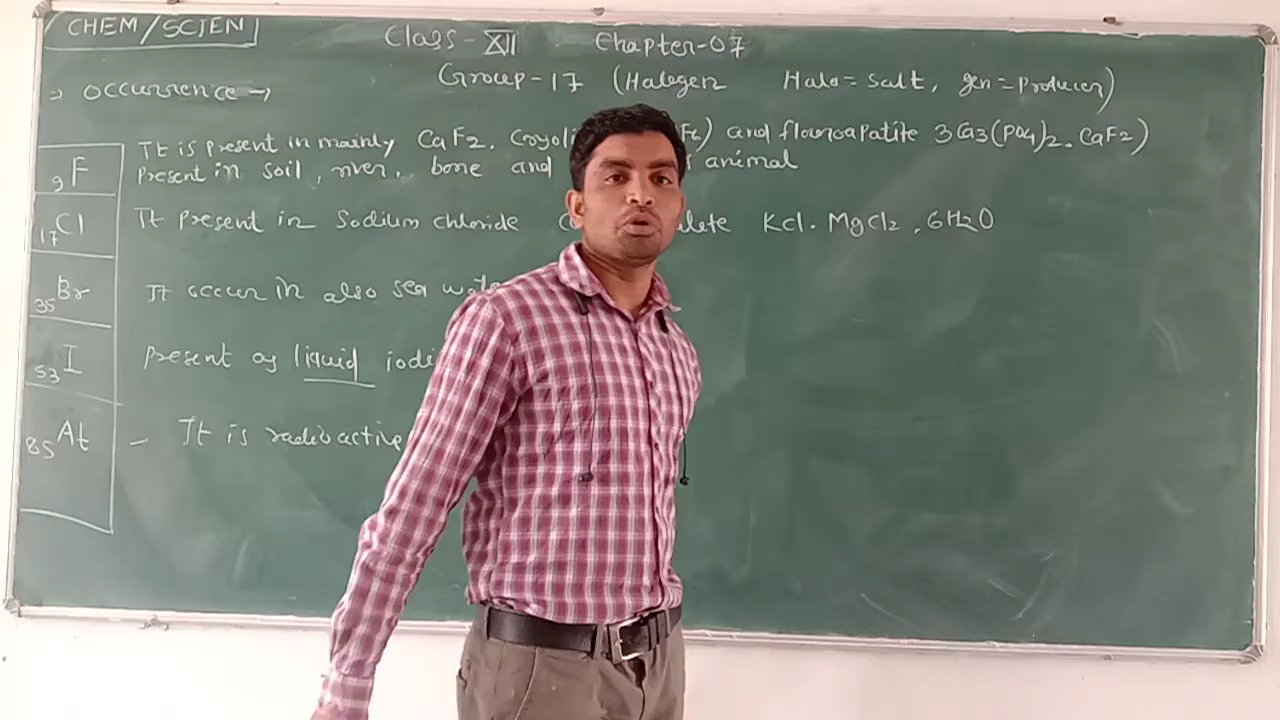 CHEM/SCIEN
Class-XII Chapter-07
Group-17 (Halogen Halo=salt, gen=producer)
→ occurrence →
It is present in mainly CaF2. and flouroapatite 3Ca3(PO4)2.CaF2)
9F present in soil, river, bone and animal
17Cl It present in Sodium chloride Kcl. MgCl2 .6H2O
35Br It occur in also sea
53I present as liquid
85At - It is radioactive